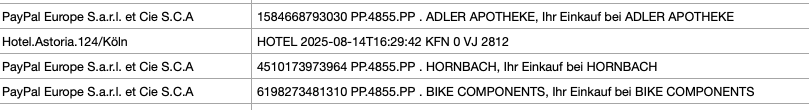 PayPal Europe S.a.r.l. et Cie S.C.A 1584668793030 PP.4855.PP . ADLER APOTHEKE, Ihr Einkauf bei ADLER APOTHEKE
Hotel.Astoria.124/Köln HOTEL 2025-08-14T16:29:42 KFN 0 VJ 2812
PayPal Europe S.a.r.l. et Cie S.C.A 4510173973964 PP.4855.PP . HORNBACH, Ihr Einkauf bei HORNBACH
PayPal Europe S.a.r.l. et Cie S.C.A 6198273481310 PP.4855.PP . BIKE COMPONENTS, Ihr Einkauf bei BIKE COMPONENTS